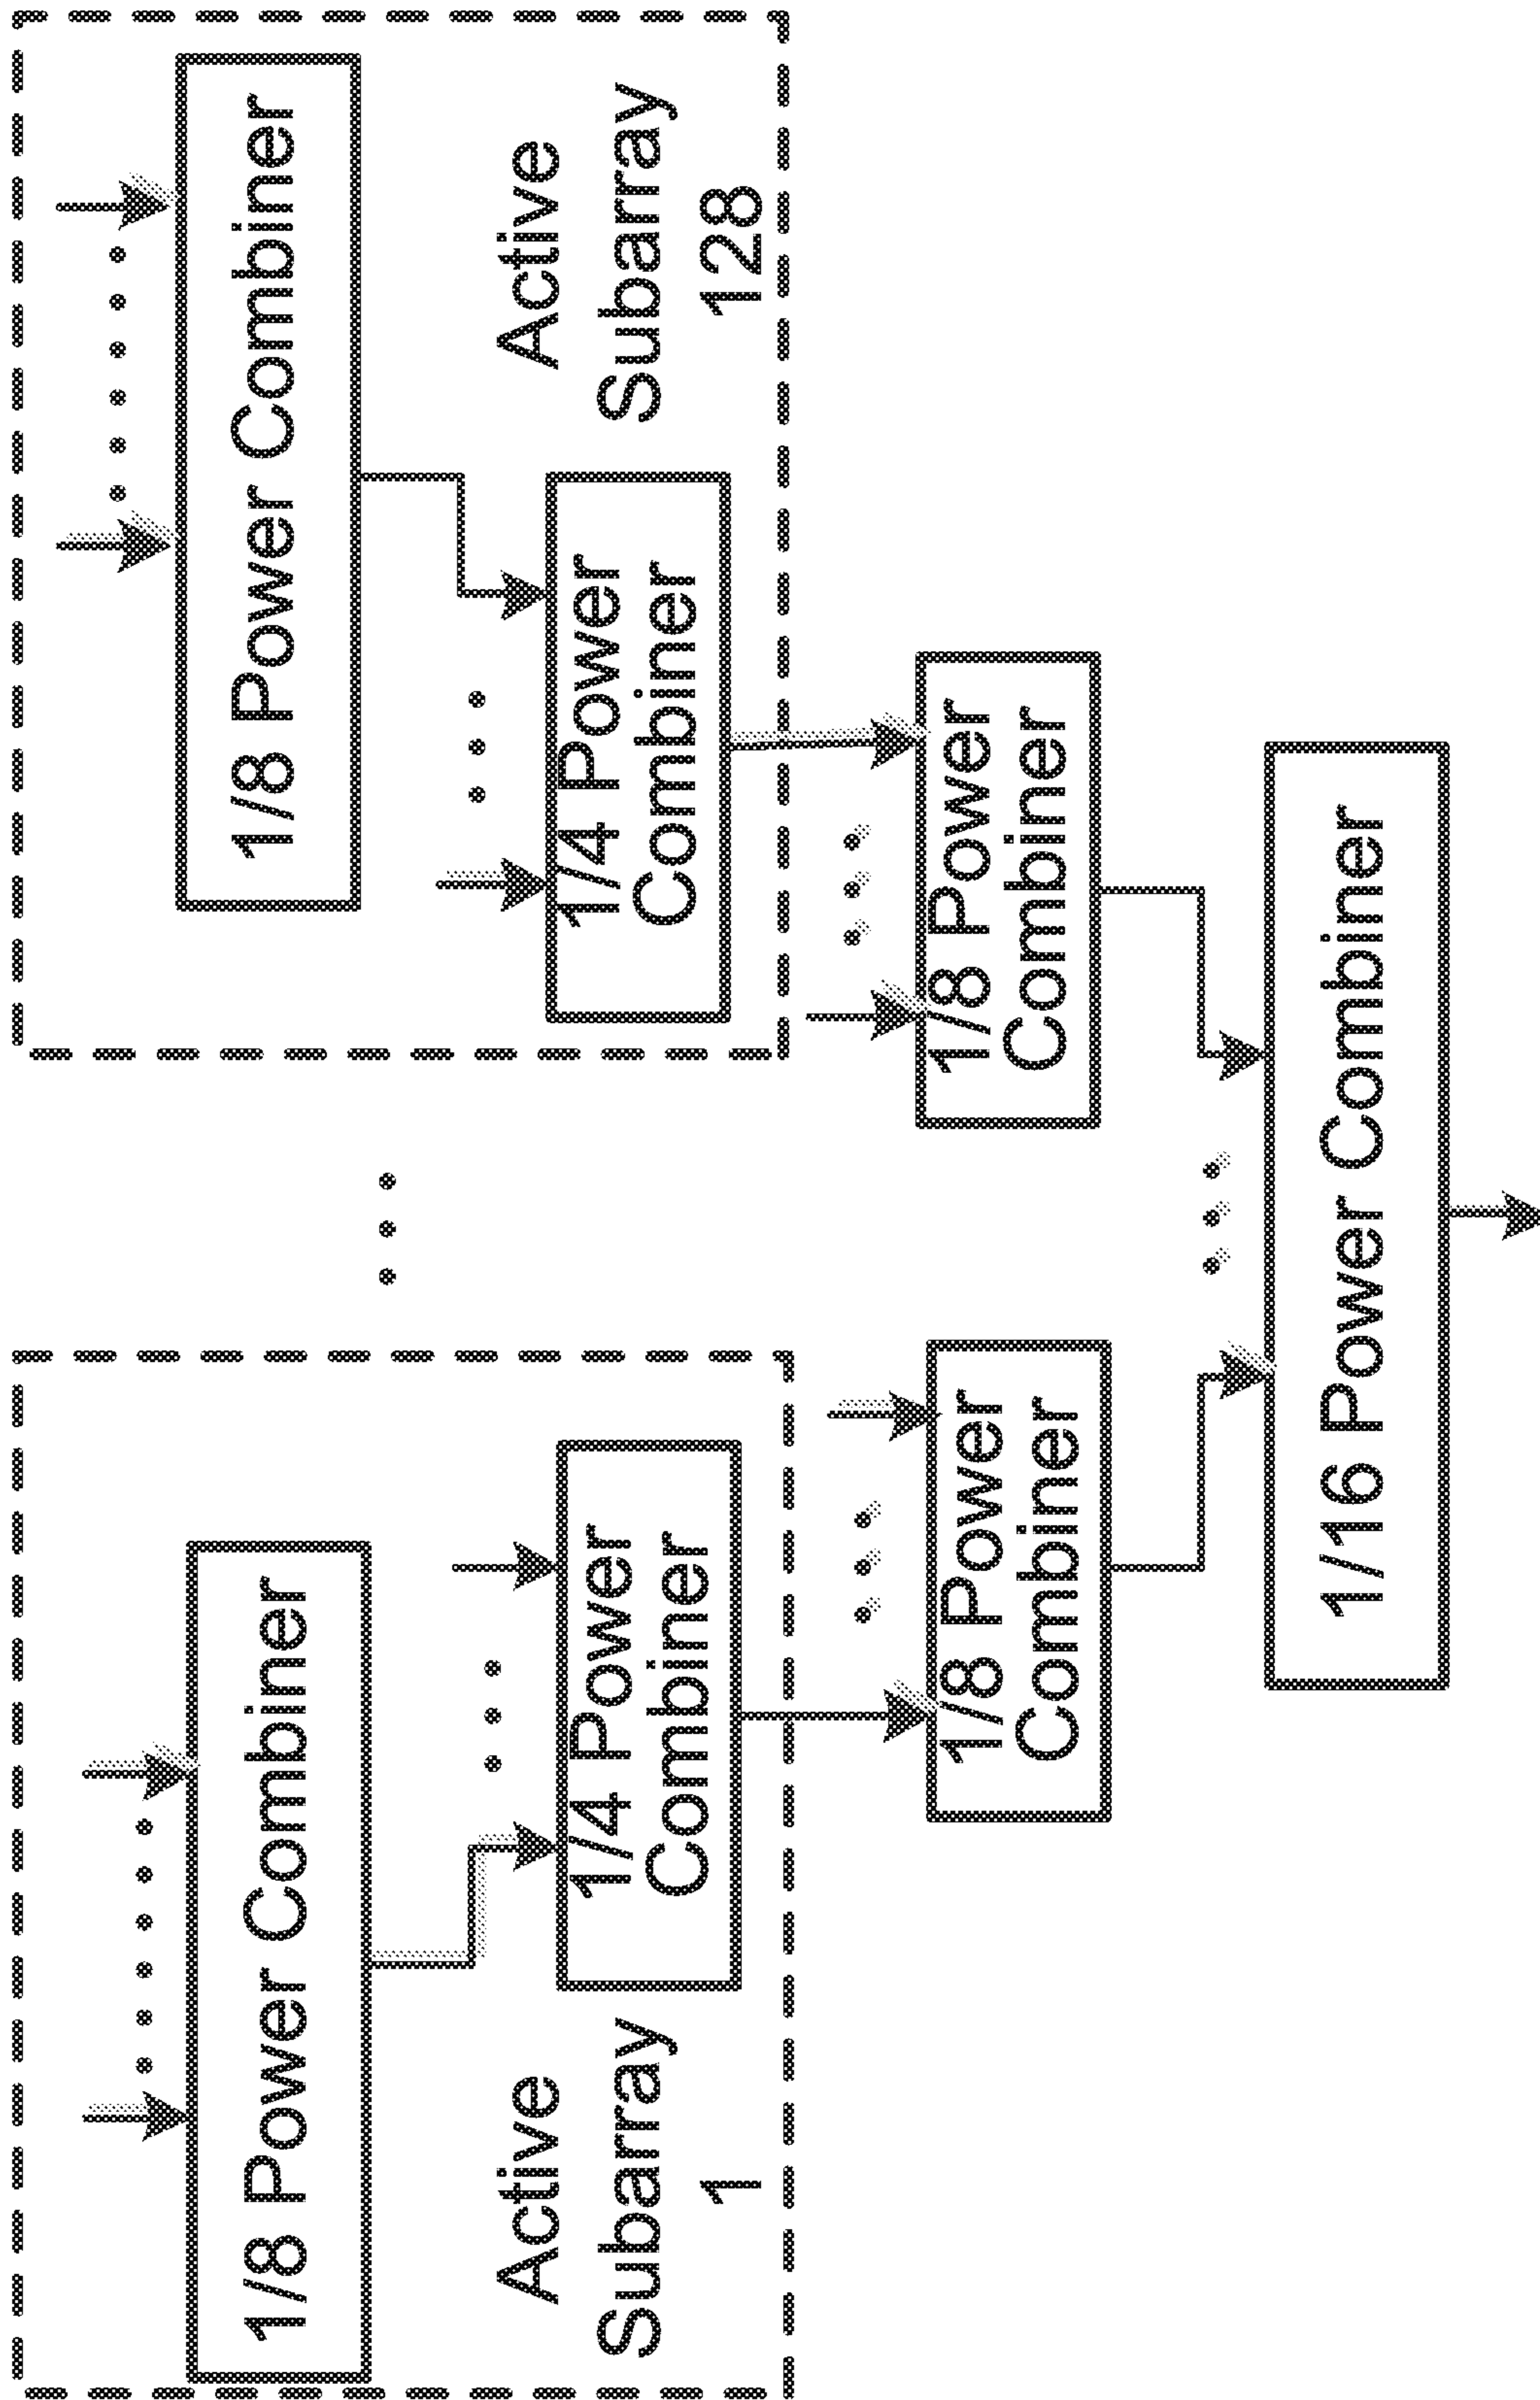 1/8 Power Combiner
1/4 Power
Combiner
Active
Subarray
1
1/8 Power Combiner
1/4 Power
Combiner
Active
Subarray
128
1/8 Power
Combiner
1/8 Power
Combiner
1/16 Power Combiner